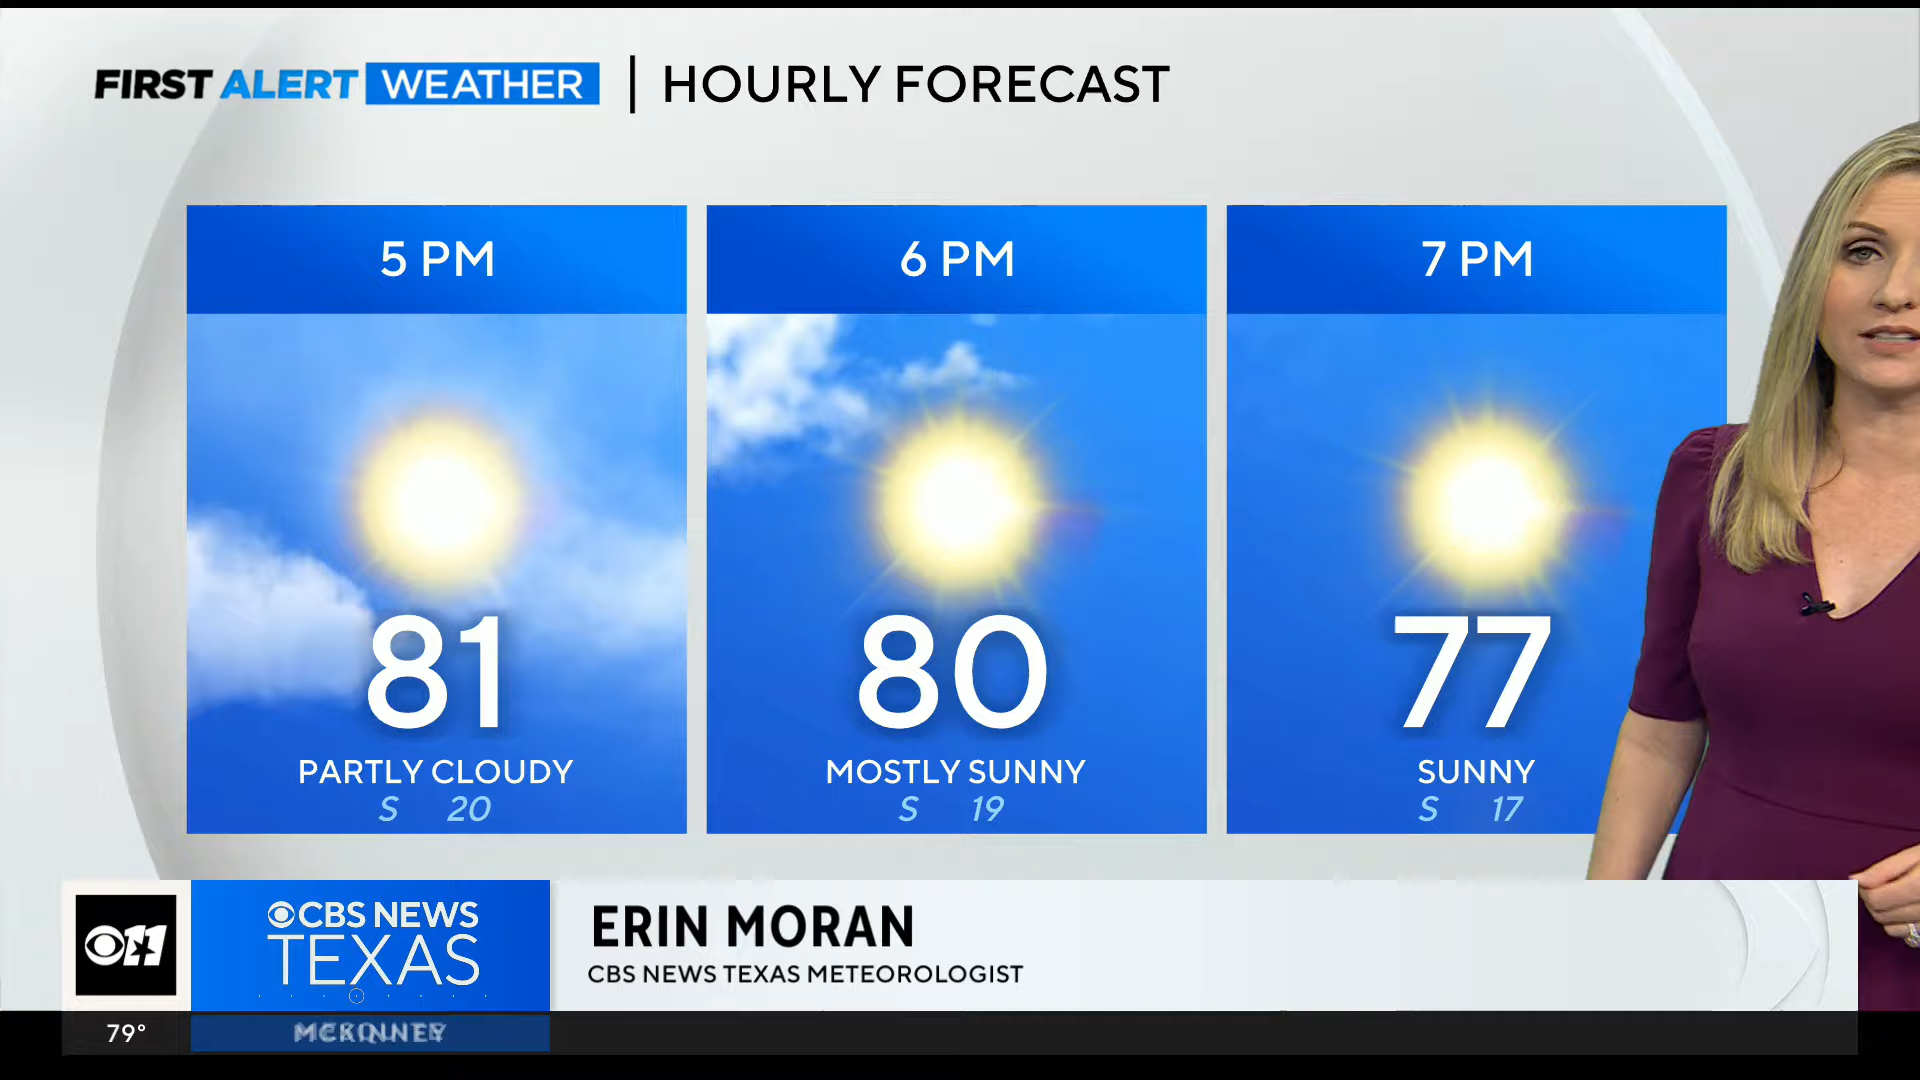 FIRST ALERT WEATHER | HOURLY FORECAST
5 PM
81
PARTLY CLOUDY
S 20
6 PM
80
MOSTLY SUNNY
S 19
7 PM
77
SUNNY
S 17
11
CBS NEWS
TEXAS
ERIN MORAN
CBS NEWS TEXAS METEOROLOGIST
79°